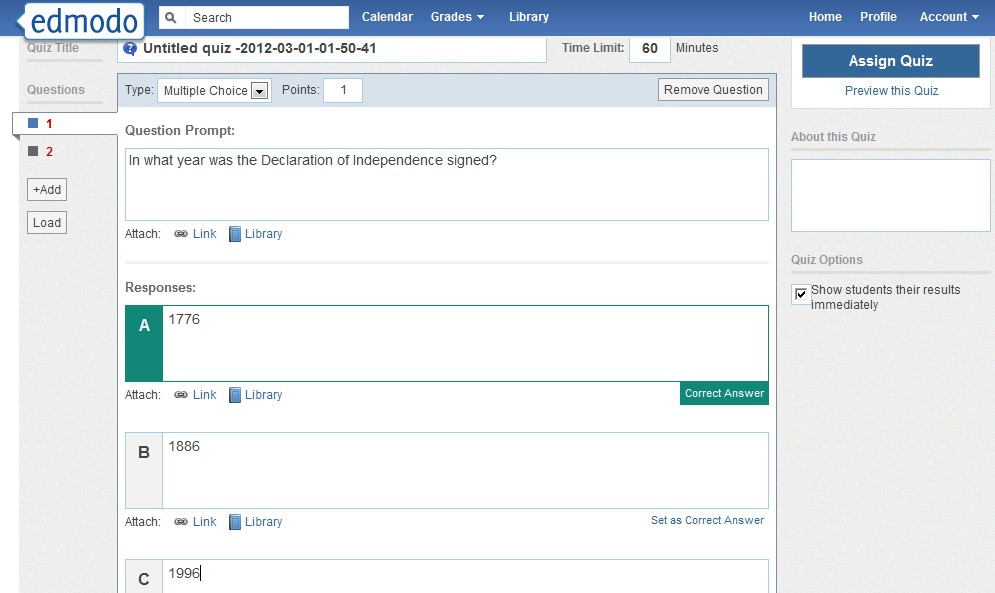 edmodo
Search
Calendar
Grades
Library
Home
Profile
Account
Quiz Title
Untitled quiz -2012-03-01-01-50-41
Time Limit: 60 Minutes
Assign Quiz
Preview this Quiz
Questions
1
2
+Add
Load
Type: Multiple Choice Points: 1
Remove Question
Question Prompt:
In what year was the Declaration of Independence signed?
Attach: Link Library
Responses:
A 1776
Attach: Link Library
Correct Answer
B 1886
Attach: Link Library
Set as Correct Answer
C 1996
About this Quiz
Quiz Options
Show students their results
immediately